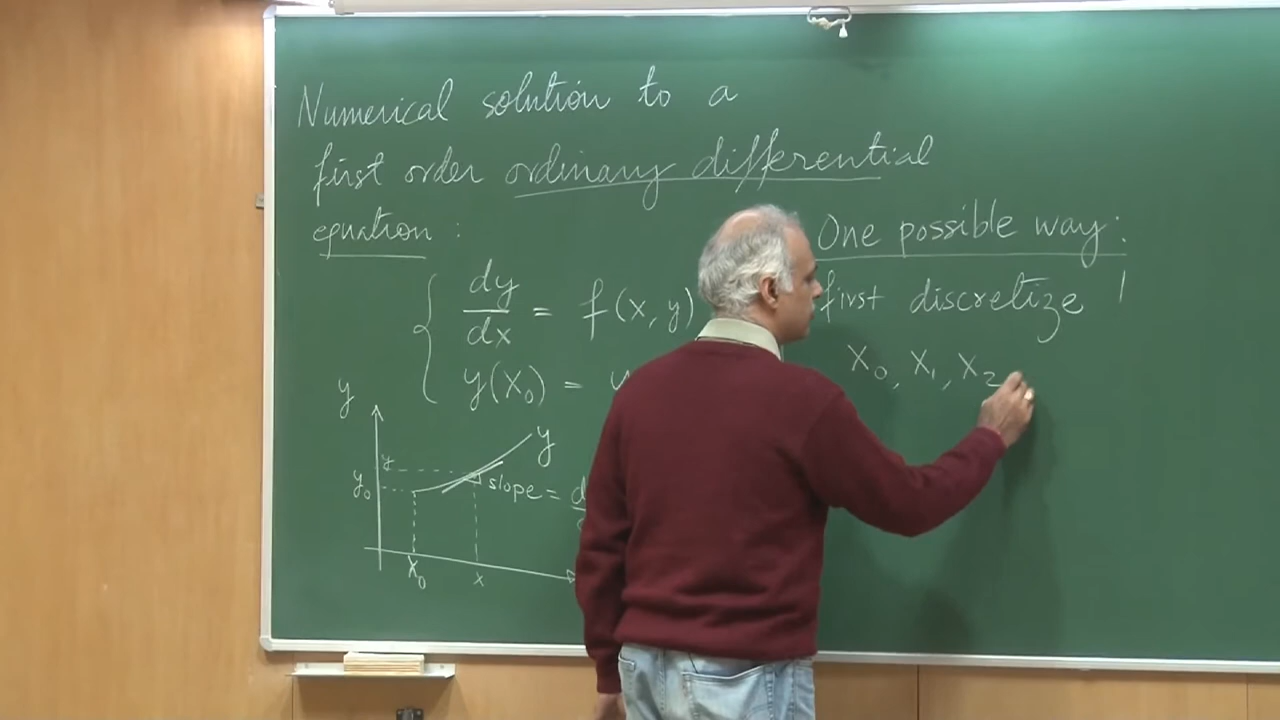 Numerical solution to a
first order ordinary differential
equation :
dy/dx = f(x, y)
y(x₀) =
y
y
y
y₀
slope =
x₀
x
One possible way :
first discretize !
x₀, x₁, x₂